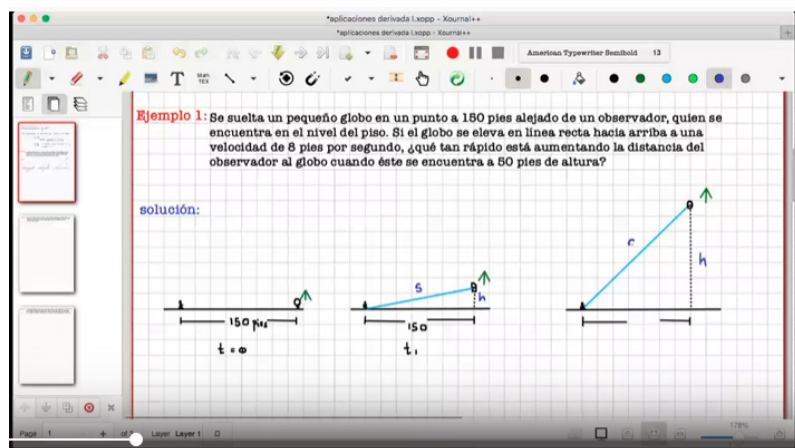 *aplicaciones derivada 1.xopp - Xournal++
*aplicaciones derivada 1.xopp - Xournal++
American Typewriter Semibold 13
T
Ejemplo 1: Se suelta un pequeño globo en un punto a 150 pies alejado de un observador, quien se
encuentra en el nivel del piso. Si el globo se eleva en linea recta hacia arriba a una
velocidad de 8 pies por segundo, ¿qué tan rápido está aumentando la distancia del
observador al globo cuando éste se encuentra a 50 pies de altura?
solución:
h
s
h
150 pies
150
t = 0
t1
Page 1 Layer Layer 1
178%